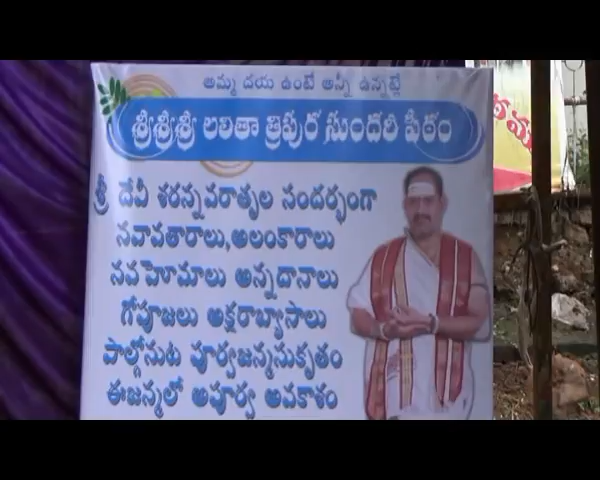 అమ్మ దయ ఉంటే అన్నీ ఉన్నట్లే
శ్రీశ్రీశ్రీ లలితా త్రిపుర సుందరి పీఠం
శ్రీ దేవీ శరన్నవరాత్రుల సందర్భంగా
నవావతారాలు,అలంకారాలు
నవహోమాలు అన్నదానాలు
గోపూజలు అక్షరాభ్యాసాలు
పాల్గోనుట పూర్వజన్మసుకృతం
ఈజన్మలో అపూర్వ అవకాశం